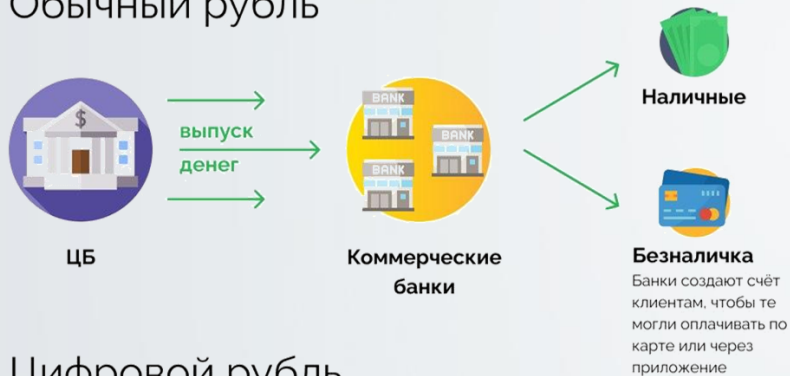 Обычный рубль
BANK
BANK
BANK
выпуск
денег
Наличные
ЦБ
Коммерческие
банки
Безналичка
Банки создают счёт
клиентам, чтобы те
могли оплачивать по
карте или через
приложение
Цифровой рубль